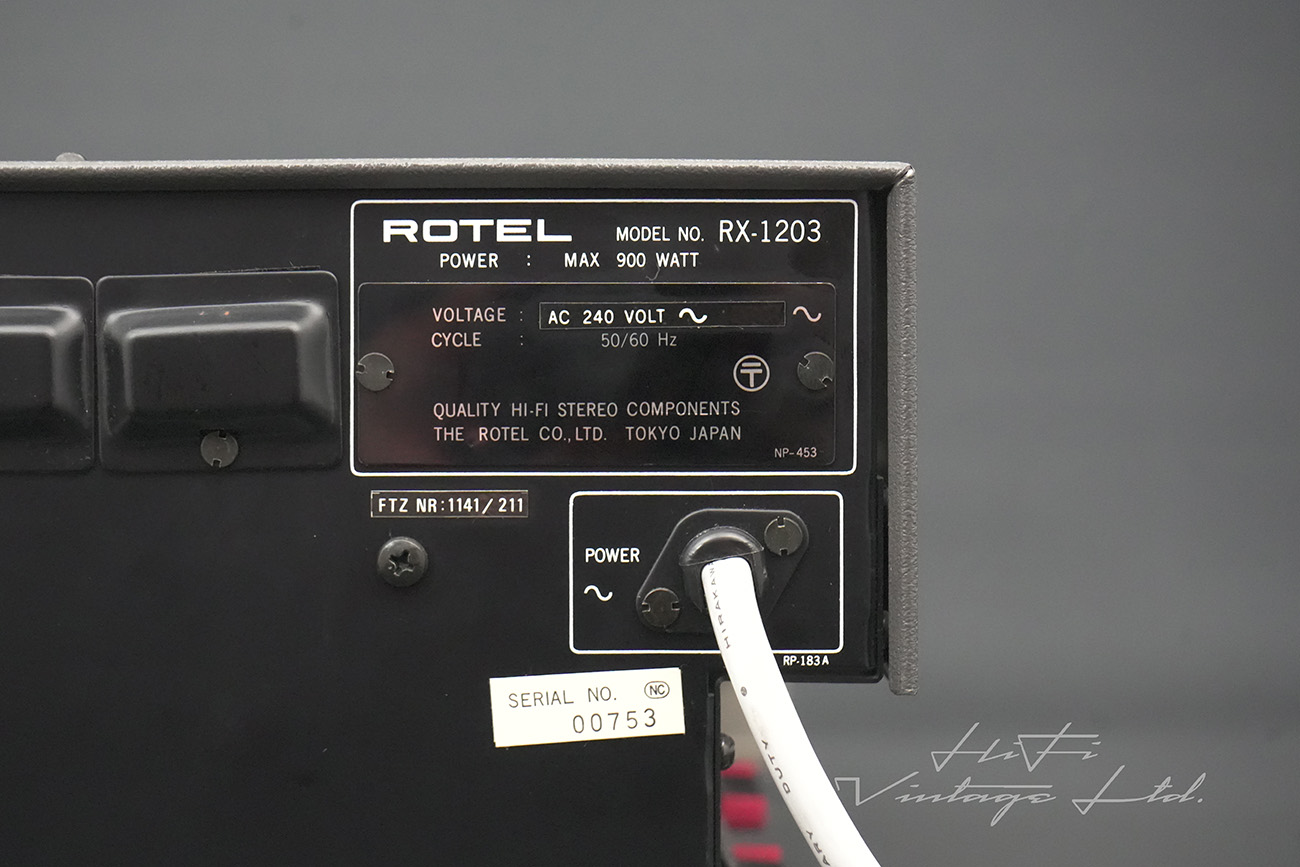 ROTEL MODEL NO. RX-1203
POWER : MAX 900 WATT
VOLTAGE : AC 240 VOLT
CYCLE : 50/60 Hz
QUALITY HI-FI STEREO COMPONENTS
THE ROTEL CO.,LTD. TOKYO JAPAN
NP-453
FTZ NR:1141/211
POWER
RP-183A
SERIAL NO. NC
00753
DUTY
HiFi
Vintage Ltd.